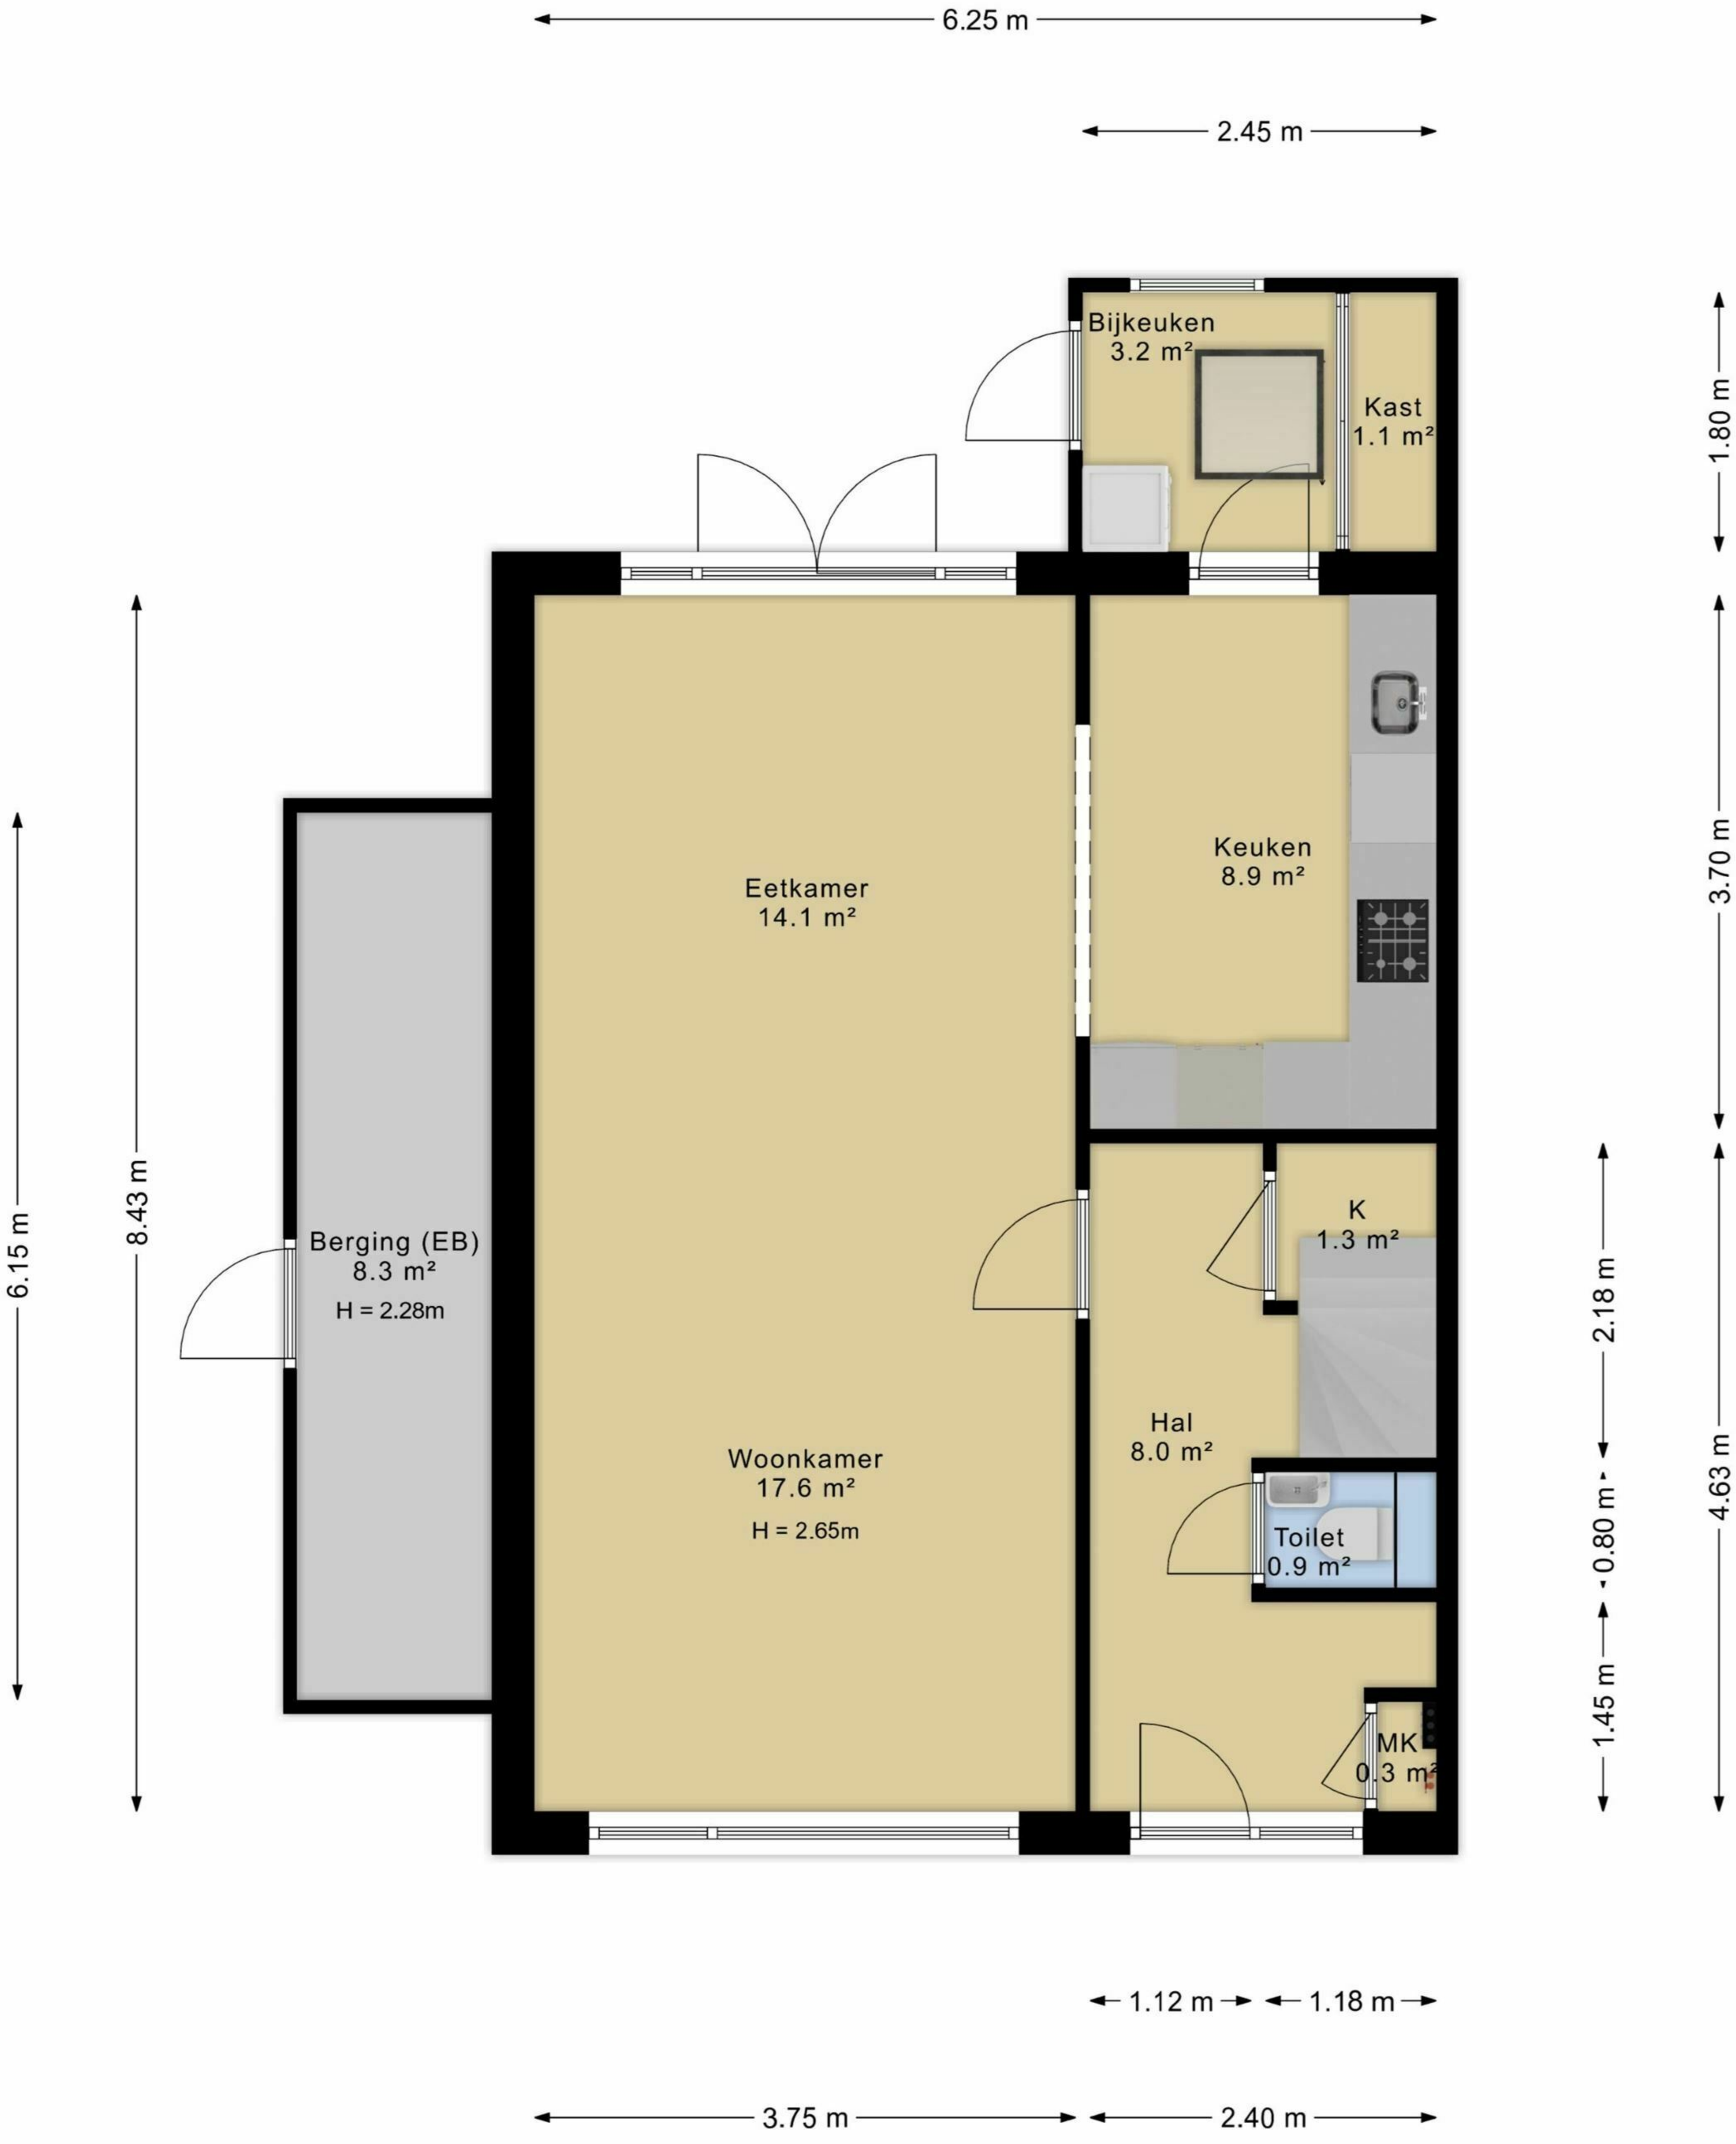 6.25 m
2.45 m
Bijkeuken
3.2 m²
Kast
1.1 m²
1.80 m
Keuken
8.9 m²
3.70 m
Eetkamer
14.1 m²
8.43 m
6.15 m
Berging (EB)
8.3 m²
H = 2.28m
K
1.3 m²
2.18 m
Hal
8.0 m²
Woonkamer
17.6 m²
H = 2.65m
Toilet
0.9 m²
0.80 m
4.63 m
1.45 m
MK
0.3 m²
1.12 m
1.18 m
3.75 m
2.40 m